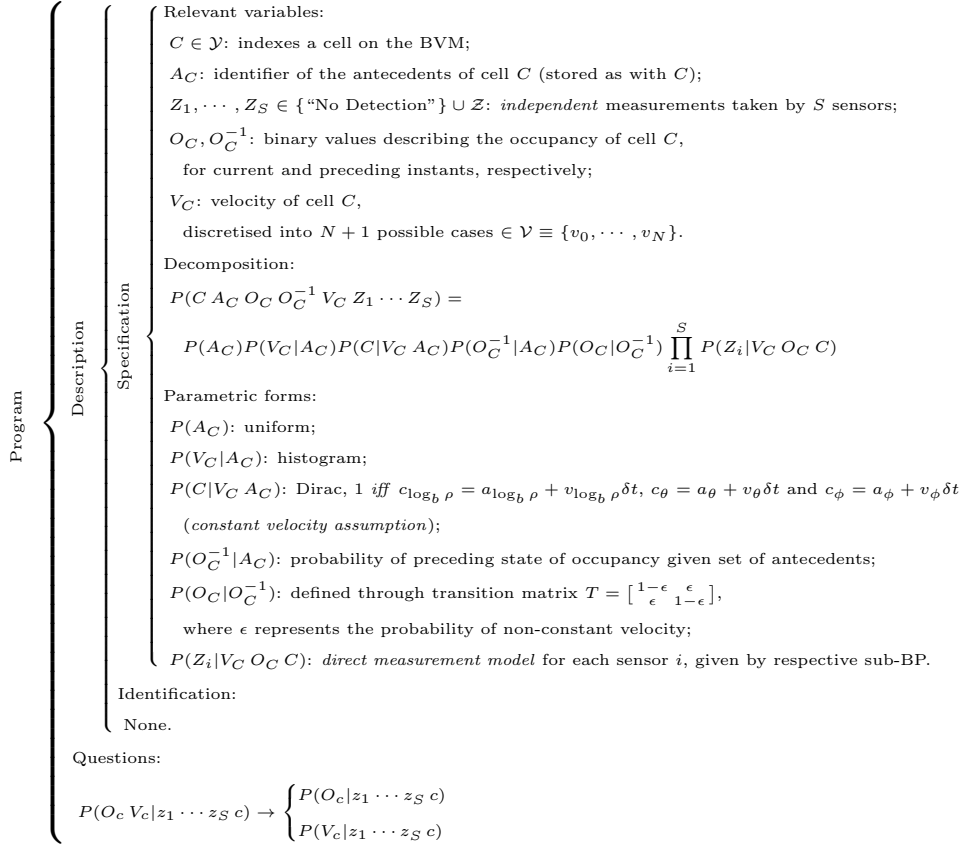 Program
Description
Specification
Relevant variables:
C ∈ 𝒴: indexes a cell on the BVM;
A_C: identifier of the antecedents of cell C (stored as with C);
Z_1, ⋯ , Z_S ∈ {“No Detection”} ∪ 𝒵: independent measurements taken by S sensors;
O_C, O_C^{-1}: binary values describing the occupancy of cell C,
for current and preceding instants, respectively;
V_C: velocity of cell C,
discretised into N + 1 possible cases ∈ 𝒱 ≡ {v_0, ⋯ , v_N}.
Decomposition:
P(C A_C O_C O_C^{-1} V_C Z_1 ⋯ Z_S) =
P(A_C)P(V_C|A_C)P(C|V_C A_C)P(O_C^{-1}|A_C)P(O_C|O_C^{-1}) ∏_{i=1}^{S} P(Z_i|V_C O_C C)
Parametric forms:
P(A_C): uniform;
P(V_C|A_C): histogram;
P(C|V_C A_C): Dirac, 1 iff c_{log_b ρ} = a_{log_b ρ} + v_{log_b ρ}δt, c_θ = a_θ + v_θδt and c_ϕ = a_ϕ + v_ϕδt
(constant velocity assumption);
P(O_C^{-1}|A_C): probability of preceding state of occupancy given set of antecedents;
P(O_C|O_C^{-1}): defined through transition matrix T = [1−ϵ ϵ; ϵ 1−ϵ],
where ϵ represents the probability of non-constant velocity;
P(Z_i|V_C O_C C): direct measurement model for each sensor i, given by respective sub-BP.
Identification:
None.
Questions:
P(O_c V_c|z_1 ⋯ z_S c) → { P(O_c|z_1 ⋯ z_S c)
P(V_c|z_1 ⋯ z_S c)